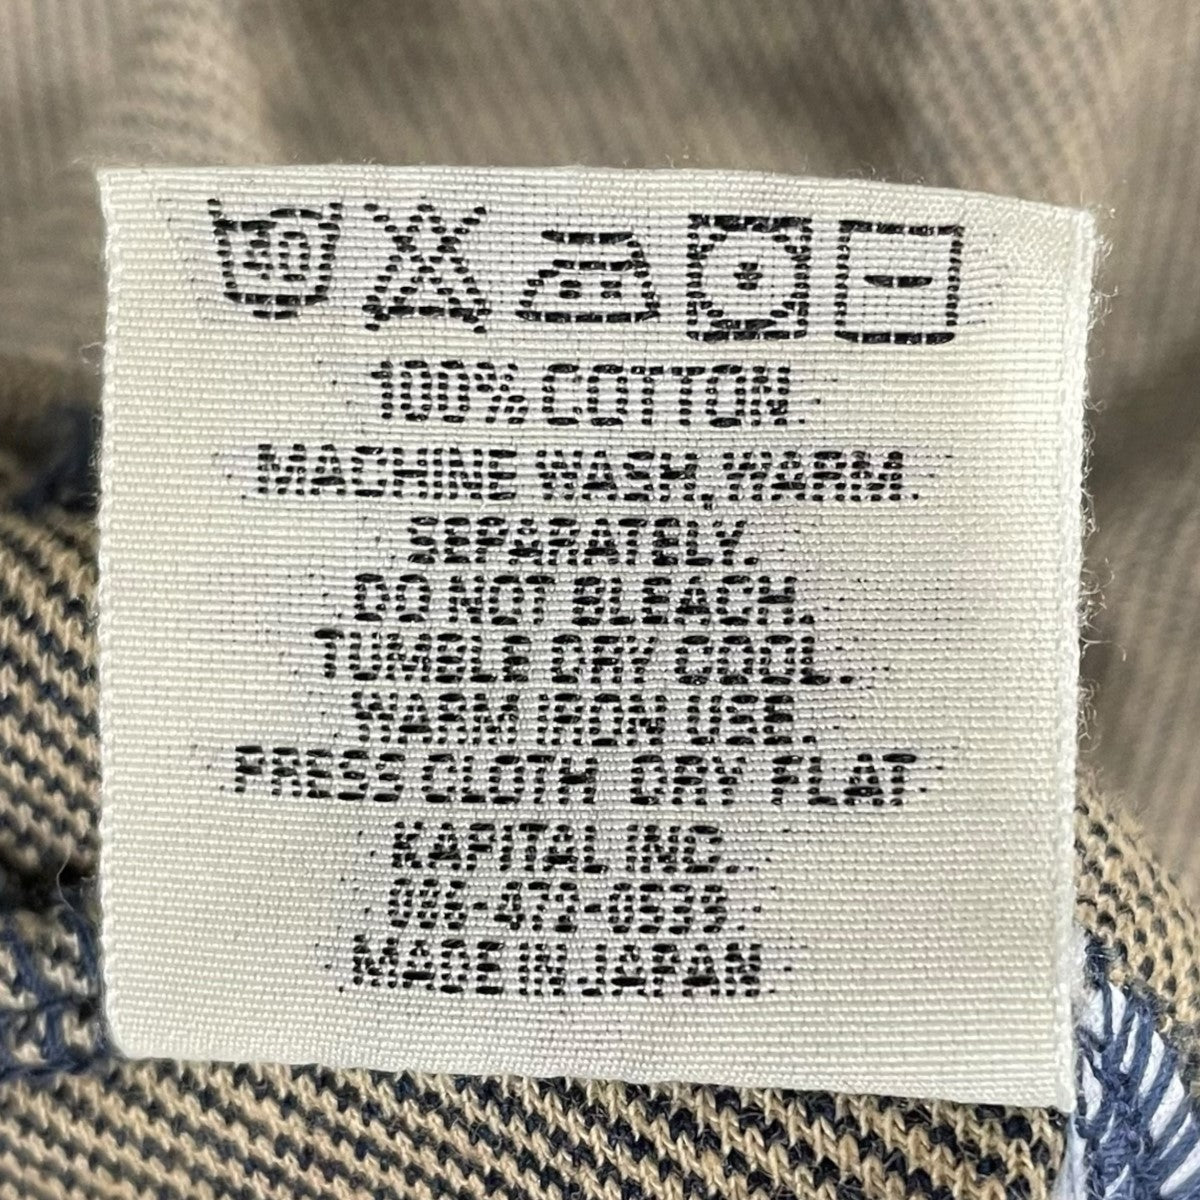 40
100% COTTON
MACHINE WASH, WARM
SEPARATELY.
DO NOT BLEACH,
TUMBLE DRY COOL.
WARM IRON USE,
PRESS CLOTH DRY FLAT
KAPITAL INC.
086-472-0533
MADE IN JAPAN